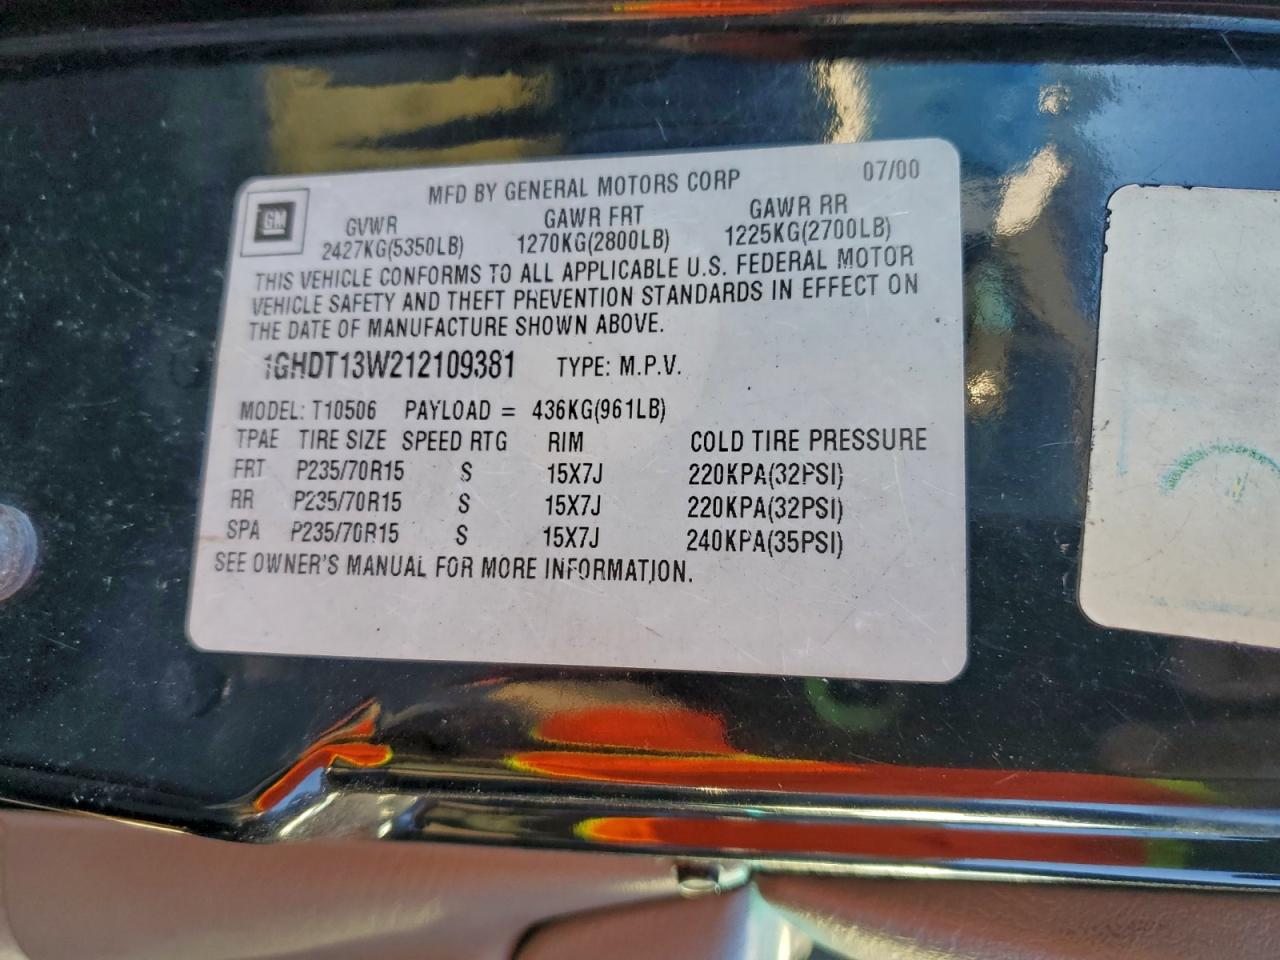 MFD BY GENERAL MOTORS CORP 07/00
GM
GVWR GAWR FRT GAWR RR
2427KG(5350LB) 1270KG(2800LB) 1225KG(2700LB)
THIS VEHICLE CONFORMS TO ALL APPLICABLE U.S. FEDERAL MOTOR
VEHICLE SAFETY AND THEFT PREVENTION STANDARDS IN EFFECT ON
THE DATE OF MANUFACTURE SHOWN ABOVE.
1GHDT13W212109381 TYPE: M.P.V.
MODEL: T10506 PAYLOAD = 436KG(961LB)
TPAE TIRE SIZE SPEED RTG RIM COLD TIRE PRESSURE
FRT P235/70R15 S 15X7J 220KPA(32PSI)
RR P235/70R15 S 15X7J 220KPA(32PSI)
SPA P235/70R15 S 15X7J 240KPA(35PSI)
SEE OWNER'S MANUAL FOR MORE INFORMATION.